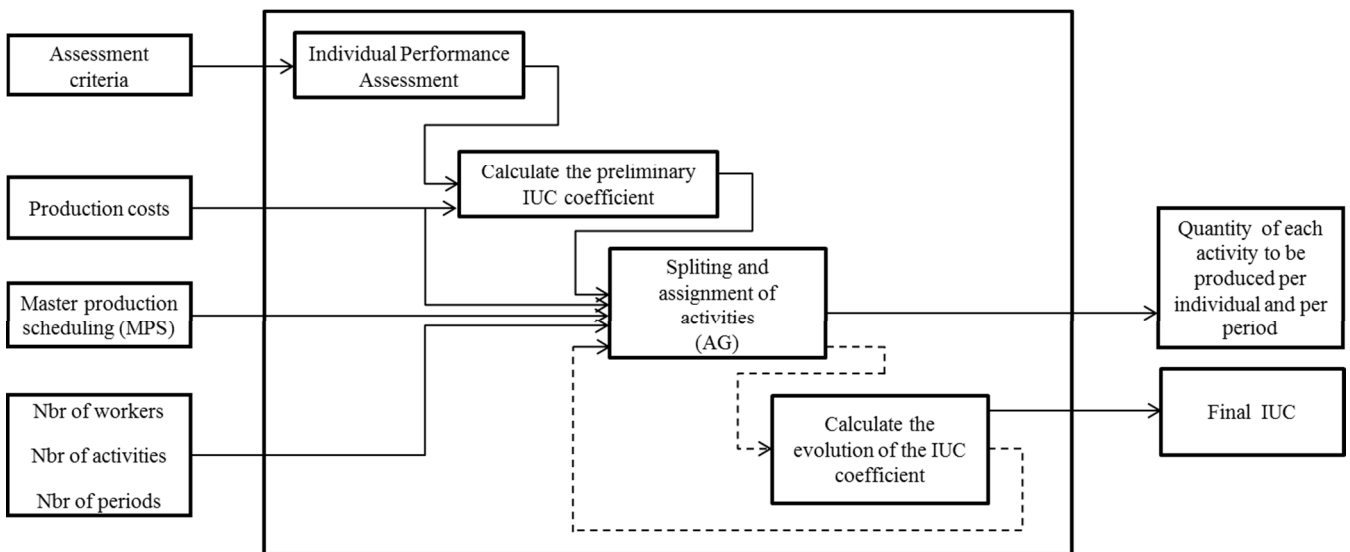 Assessment
criteria
Individual Performance
Assessment
Calculate the preliminary
IUC coefficient
Production costs
Spliting and
assignment of
activities
(AG)
Master production
scheduling (MPS)
Quantity of each
activity to be
produced per
individual and per
period
Nbr of workers
Nbr of activities
Nbr of periods
Calculate the
evolution of the IUC
coefficient
Final IUC